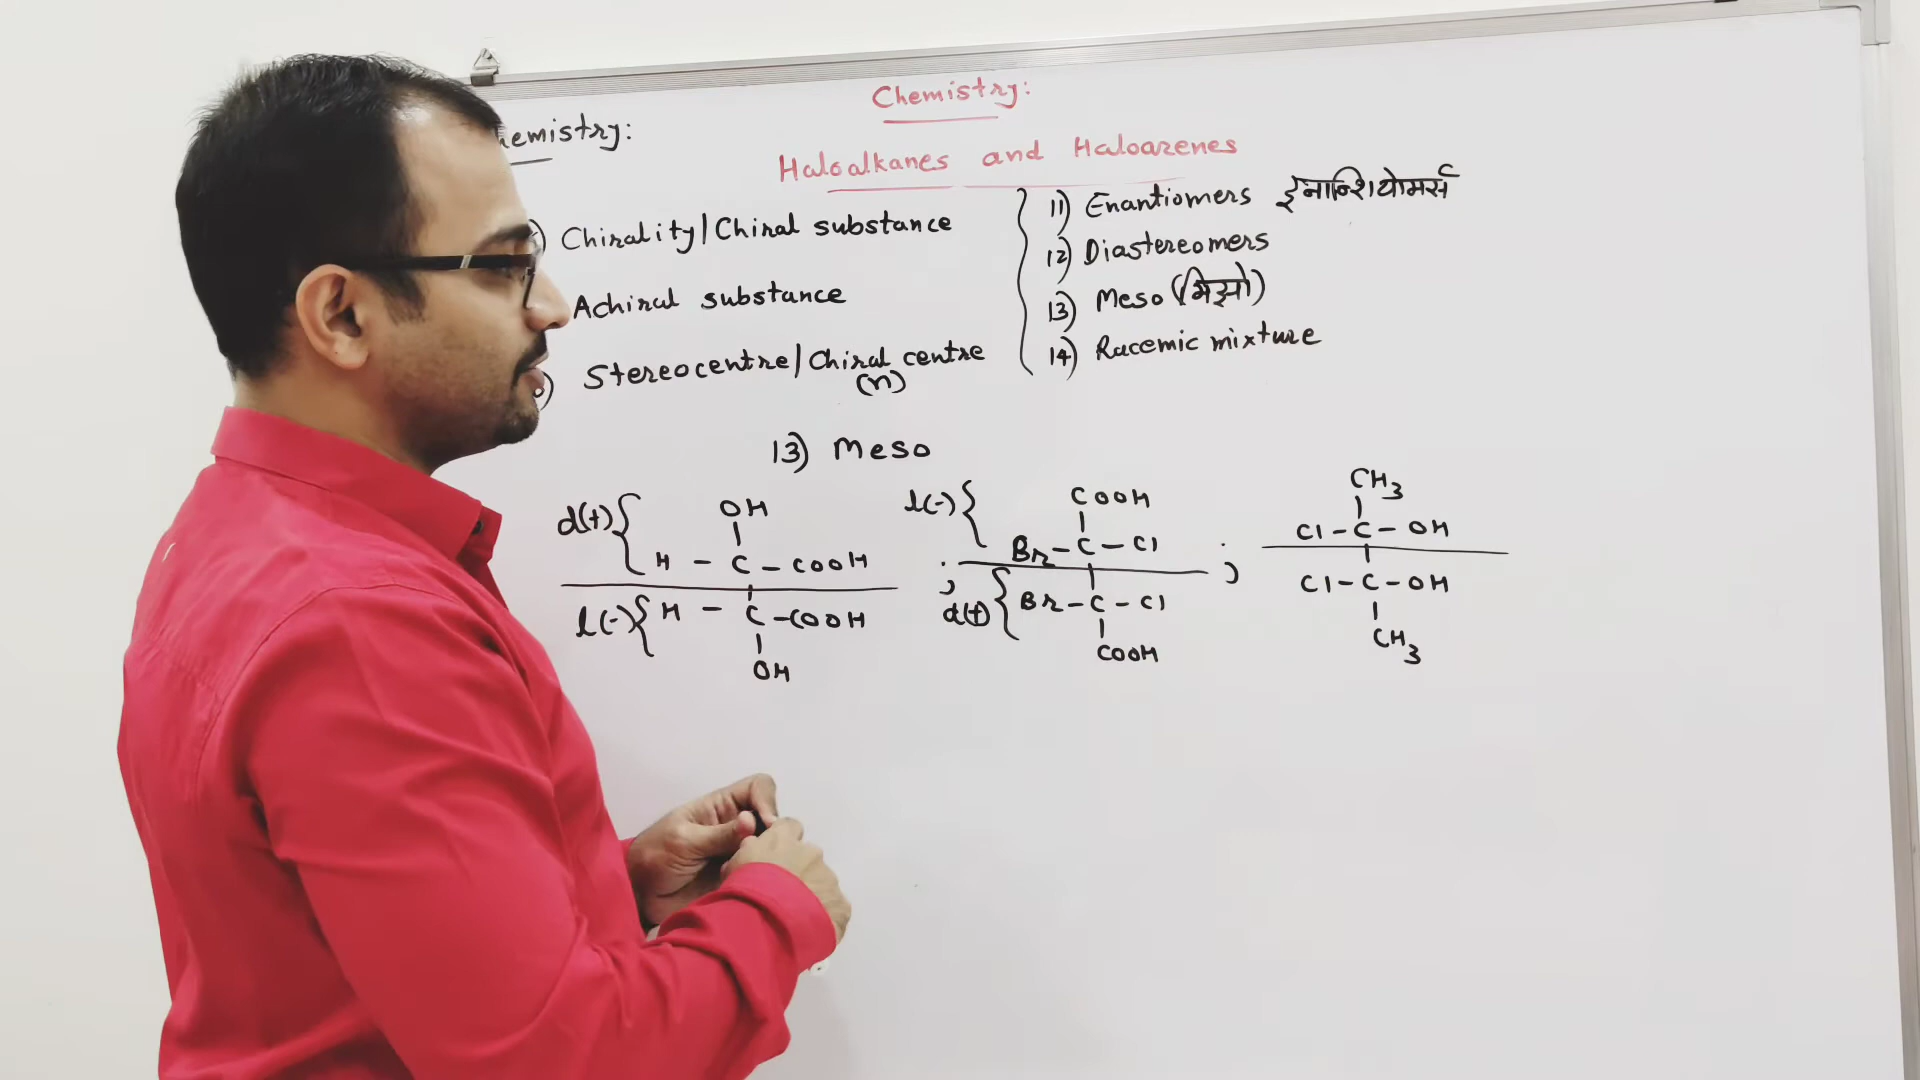 Chemistry:
hemistry:
Haloalkanes and Haloarenes
) Chirality/Chiral substance
Achiral substance
) Stereocentre/Chiral centre
(n)
11) Enantiomers इनान्शियोमर्स
12) Diastereomers
13) Meso (मिझो)
14) Racemic mixture
13) Meso
d(+) { OH
|
H - C - COOH
|
l(-) { H - C - COOH
|
OH
;
l(-) { COOH
|
Br - C - Cl
|
d(+) { Br - C - Cl
|
COOH
;
CH3
|
Cl - C - OH
|
Cl - C - OH
|
CH3